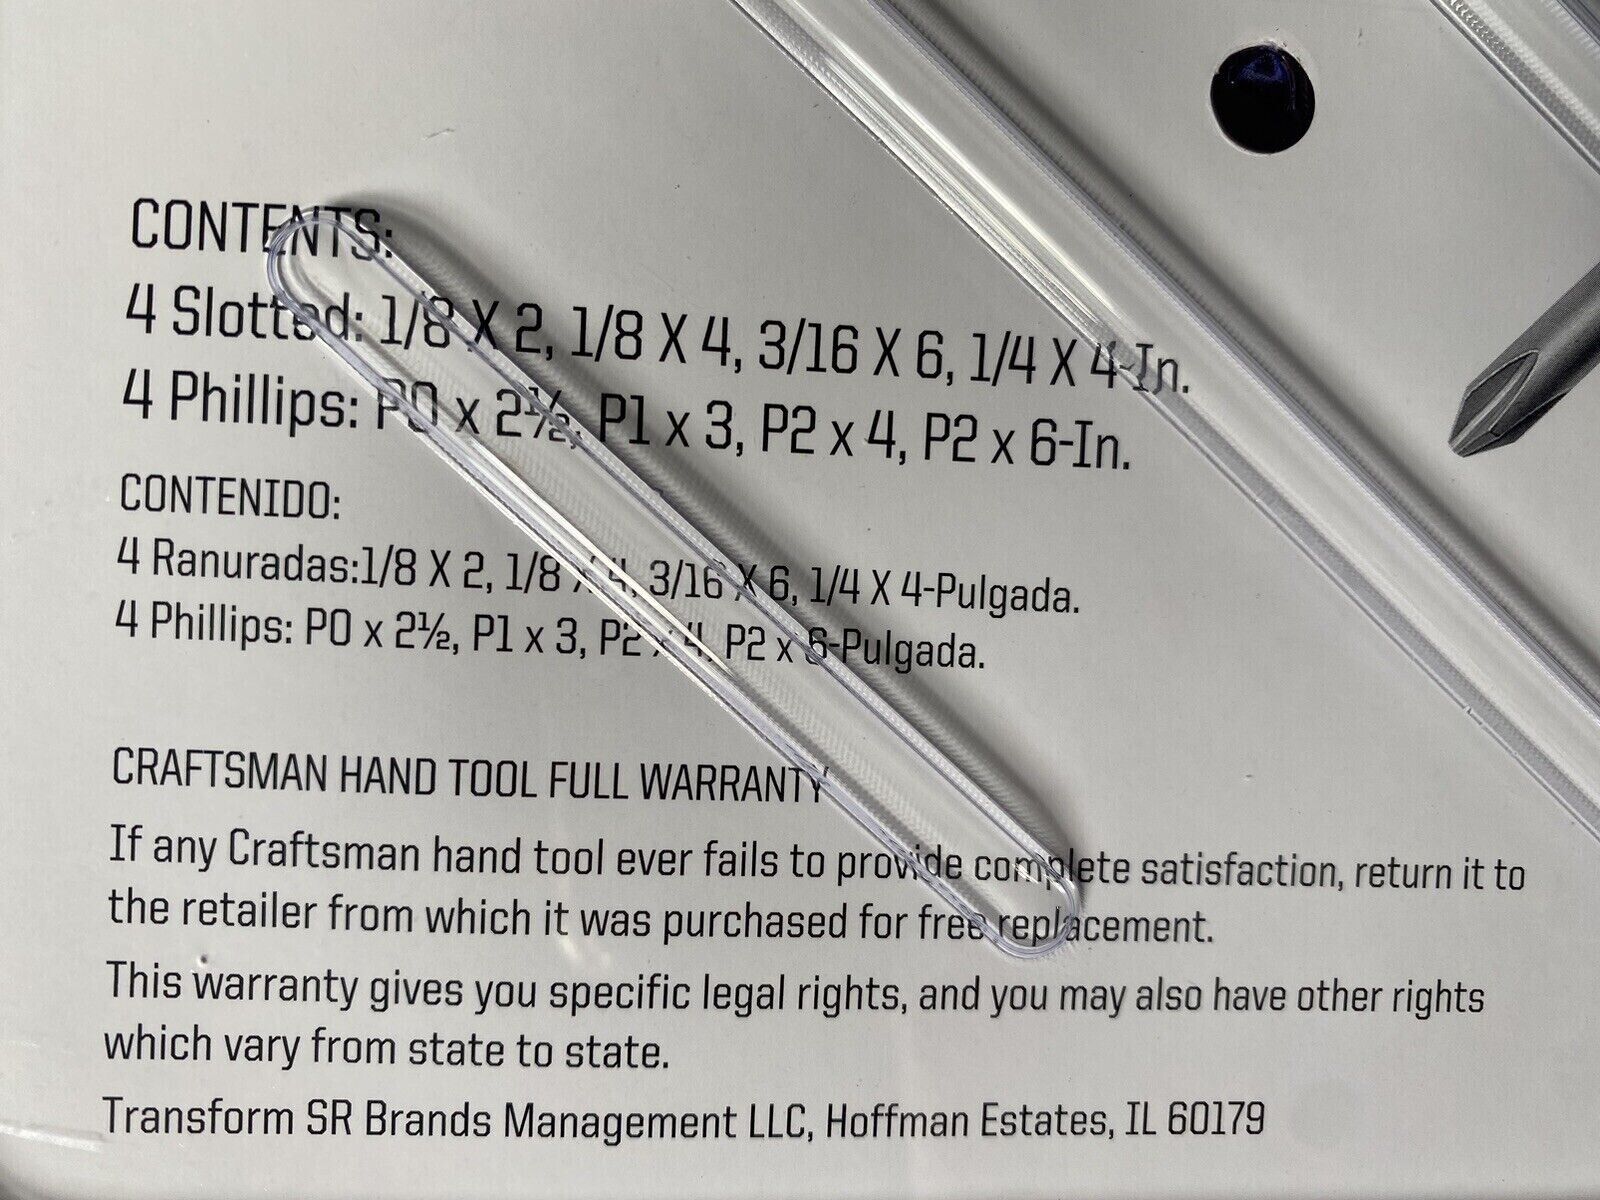 CONTENTS:
4 Slotted: 1/8 X 2, 1/8 X 4, 3/16 X 6, 1/4 X 4-In.
4 Phillips: P0 x 2½, P1 x 3, P2 x 4, P2 x 6-In.
CONTENIDO:
4 Ranuradas:1/8 X 2, 1/8 X 4, 3/16 X 6, 1/4 X 4-Pulgada.
4 Phillips: P0 x 2½, P1 x 3, P2 x 4, P2 x 6-Pulgada.
CRAFTSMAN HAND TOOL FULL WARRANTY
If any Craftsman hand tool ever fails to provide complete satisfaction, return it to
the retailer from which it was purchased for free replacement.
This warranty gives you specific legal rights, and you may also have other rights
which vary from state to state.
Transform SR Brands Management LLC, Hoffman Estates, IL 60179